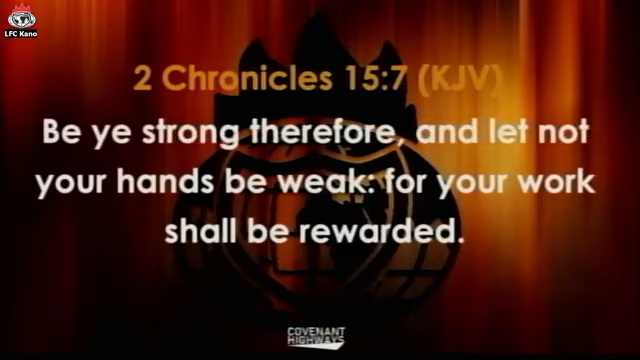 LFC Kano
2 Chronicles 15:7 (KJV)
Be ye strong therefore, and let not
your hands be weak: for your work
shall be rewarded.
COVENANT
HIGHWAYS